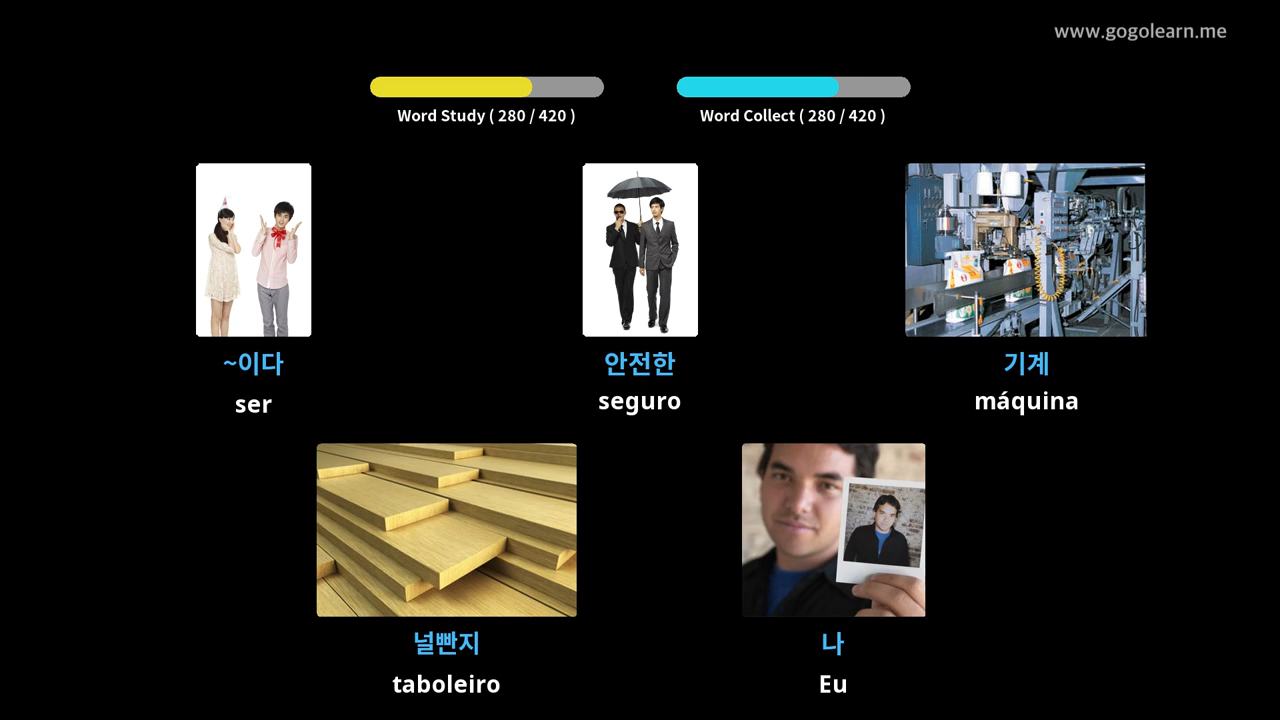 www.gogolearn.me
Word Study ( 280 / 420 )
Word Collect ( 280 / 420 )
~이다
안전한
기계
ser
seguro
máquina
널빤지
나
taboleiro
Eu